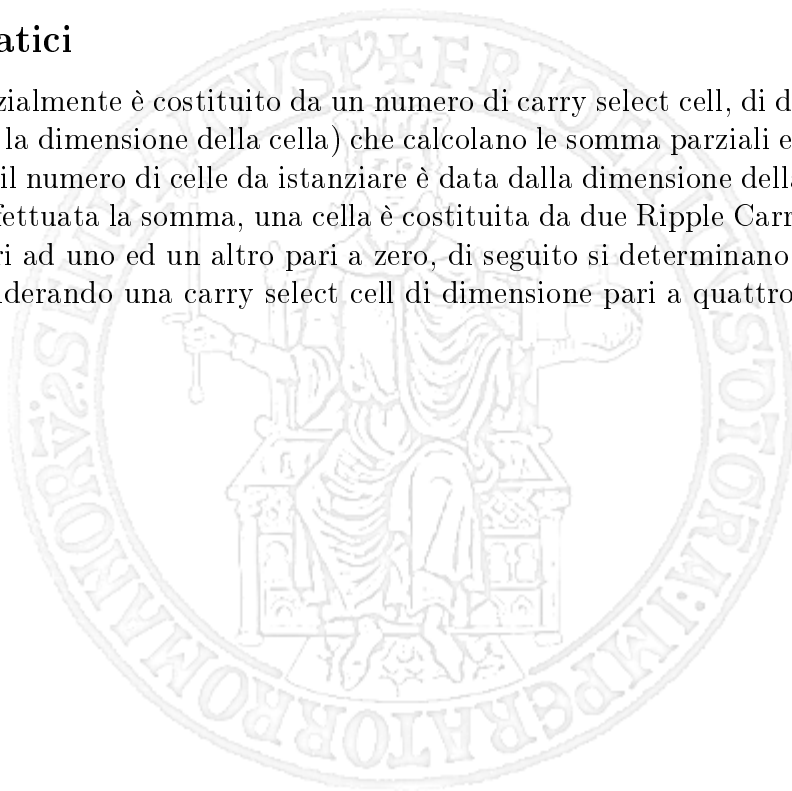 atici
zialmente è costituito da un numero di carry select cell, di d
la dimensione della cella) che calcolano le somma parziali e
il numero di celle da istanziare è data dalla dimensione dell
fettuata la somma, una cella è costituita da due Ripple Carr
ri ad uno ed un altro pari a zero, di seguito si determinano
iderando una carry select cell di dimensione pari a quattro